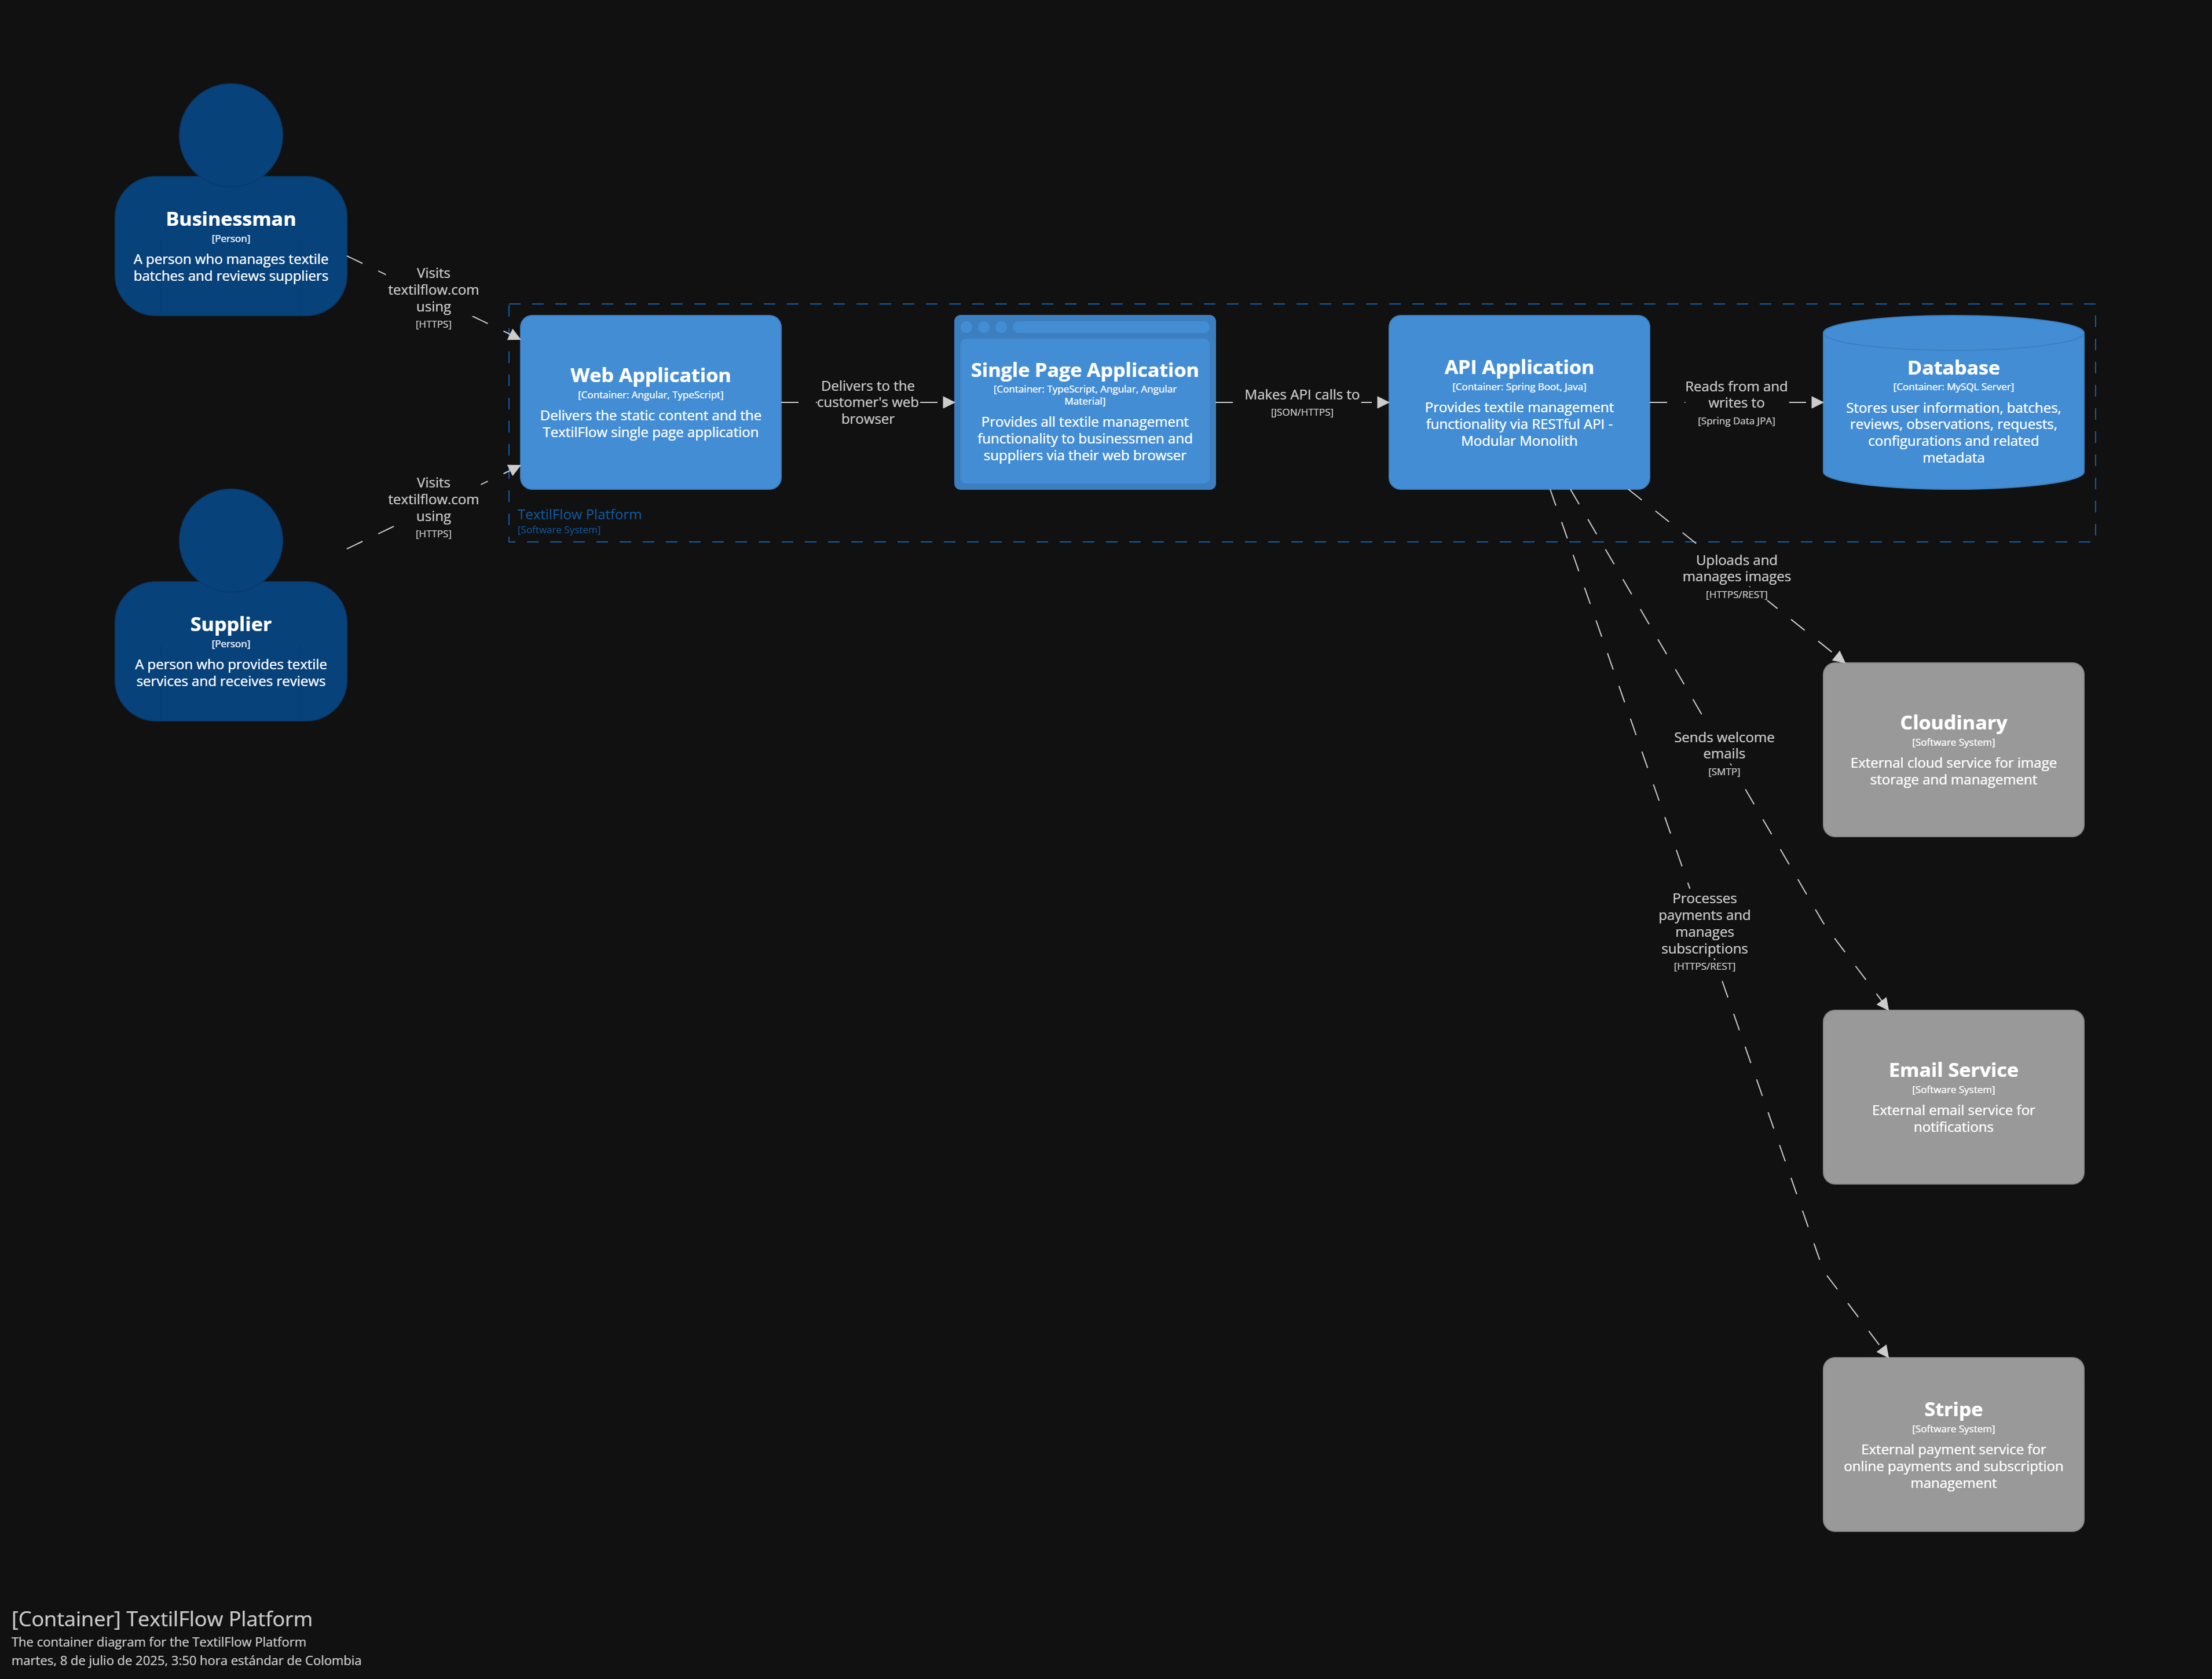 Businessman
[Person]
A person who manages textile
batches and reviews suppliers
Visits
textilflow.com
using
[HTTPS]
Web Application
[Container: Angular, TypeScript]
Delivers the static content and the
TextilFlow single page application
Delivers to the
customer's web
browser
Single Page Application
[Container: TypeScript, Angular, Angular
Material]
Provides all textile management
functionality to businessmen and
suppliers via their web browser
Makes API calls to
[JSON/HTTPS]
API Application
[Container: Spring Boot, Java]
Provides textile management
functionality via RESTful API -
Modular Monolith
Reads from and
writes to
[Spring Data JPA]
Database
[Container: MySQL Server]
Stores user information, batches,
reviews, observations, requests,
configurations and related
metadata
Visits
textilflow.com
using
[HTTPS]
TextilFlow Platform
[Software System]
Supplier
[Person]
A person who provides textile
services and receives reviews
Uploads and
manages images
[HTTPS/REST]
Cloudinary
[Software System]
External cloud service for image
storage and management
Sends welcome
emails
[SMTP]
Processes
payments and
manages
subscriptions
[HTTPS/REST]
Email Service
[Software System]
External email service for
notifications
Stripe
[Software System]
External payment service for
online payments and subscription
management
[Container] TextilFlow Platform
The container diagram for the TextilFlow Platform
martes, 8 de julio de 2025, 3:50 hora estándar de Colombia